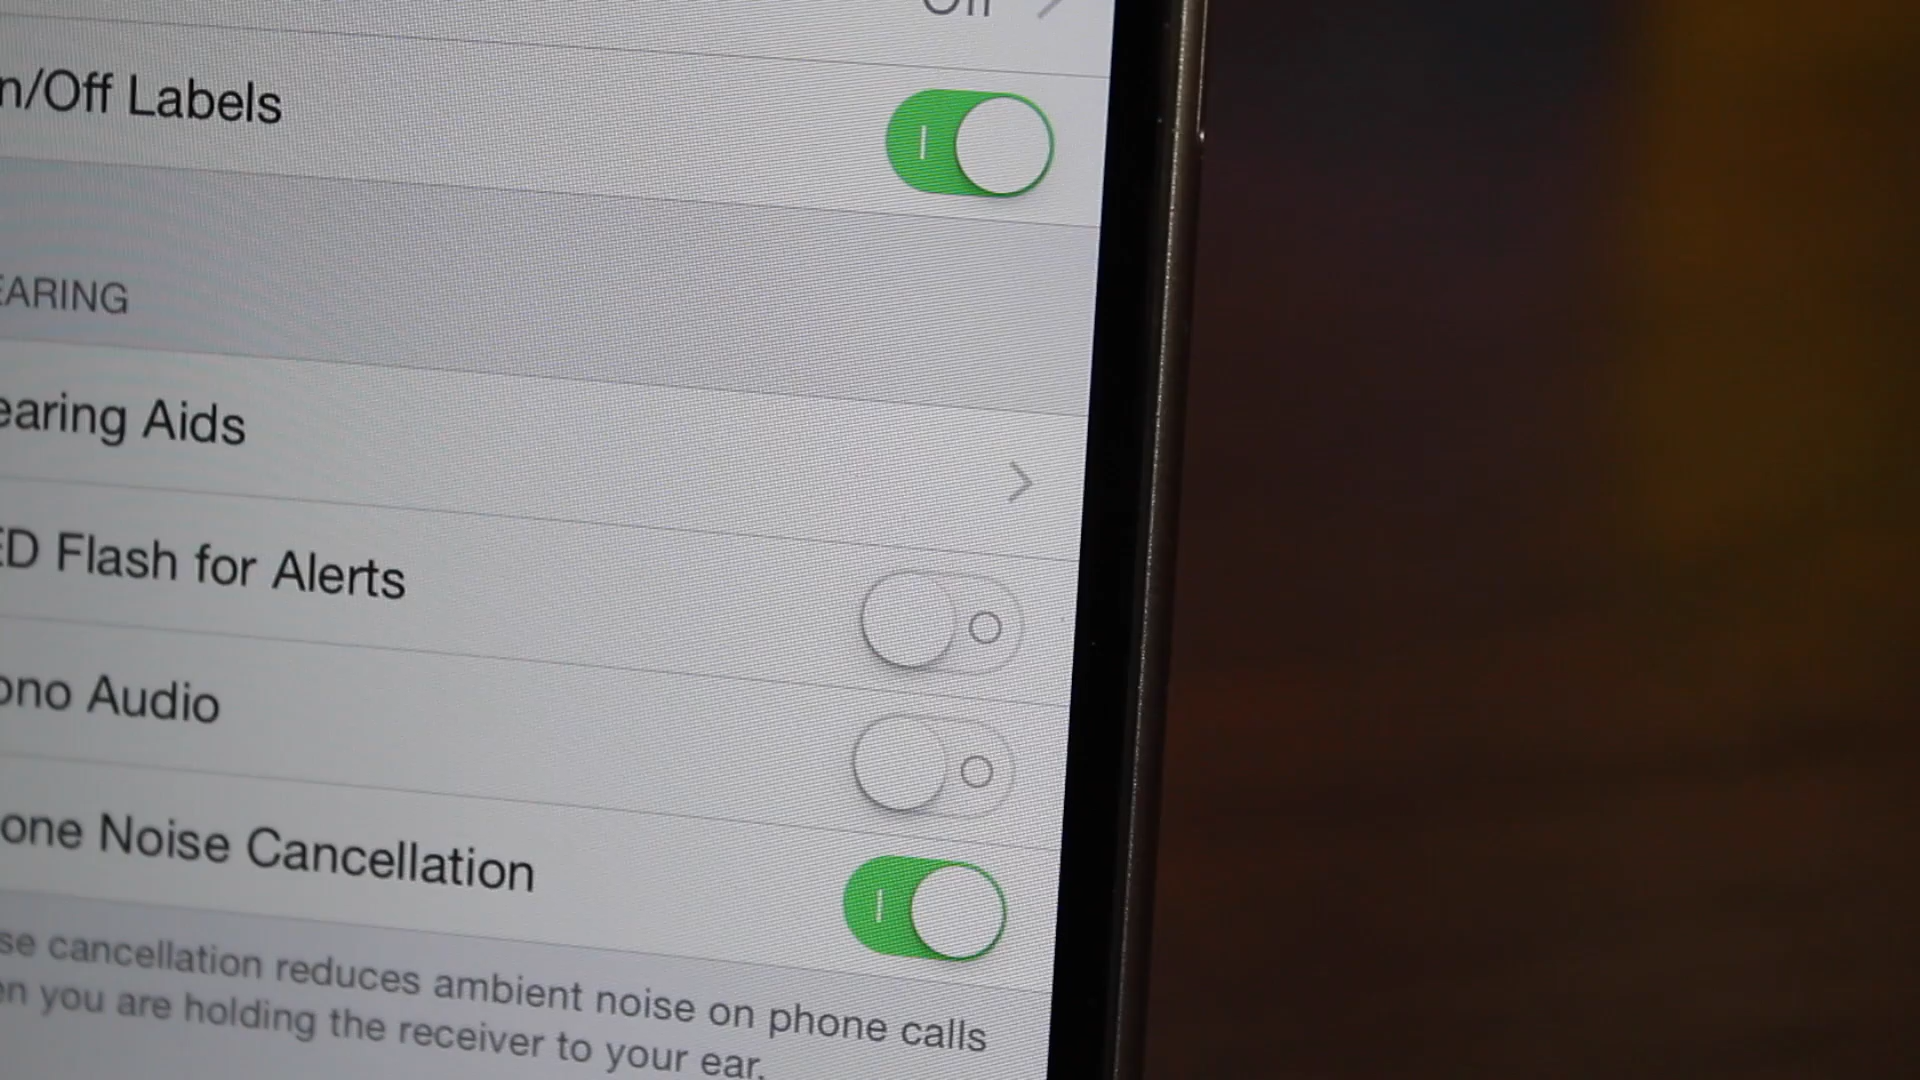 Off
n/Off Labels
EARING
earing Aids
ED Flash for Alerts
ono Audio
one Noise Cancellation
se cancellation reduces ambient noise on phone calls
en you are holding the receiver to your ear.